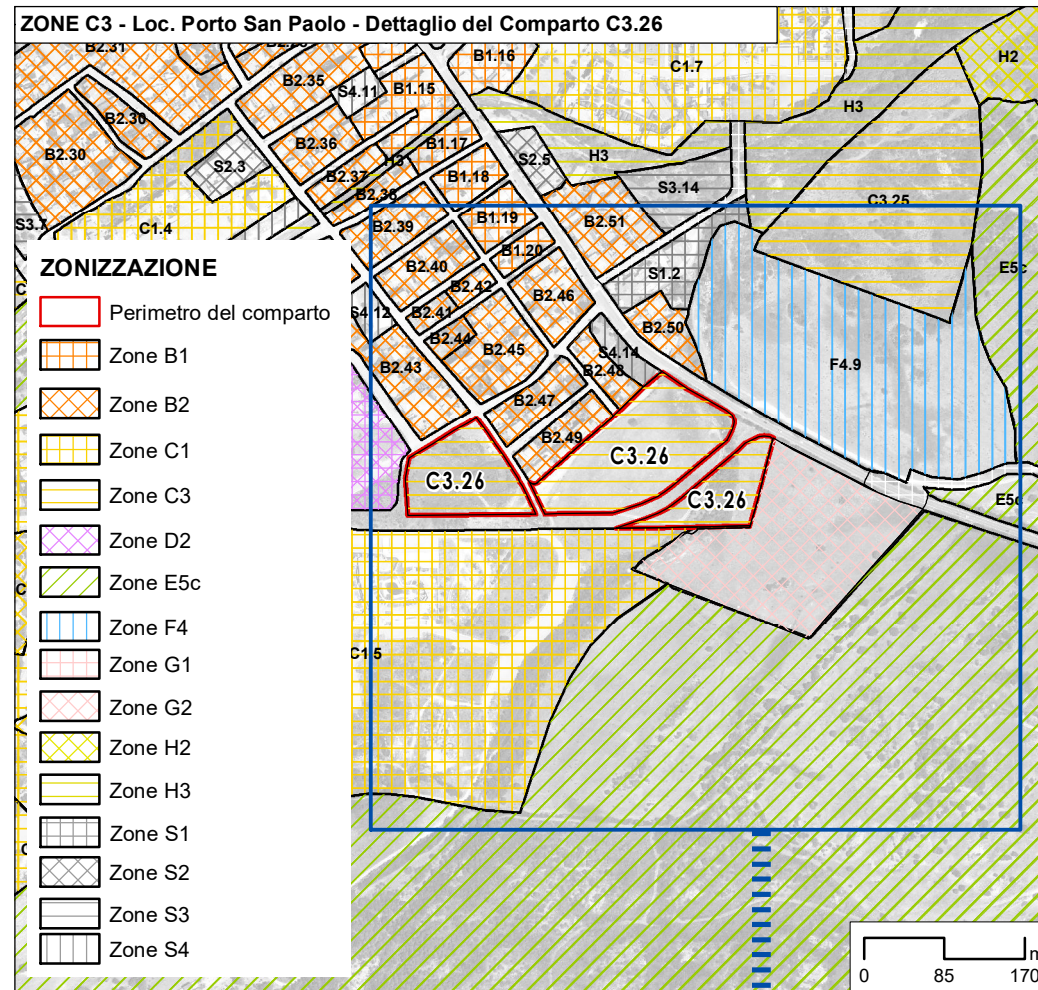 ZONE C3 - Loc. Porto San Paolo - Dettaglio del Comparto C3.26
B2.31
B2.35
B1.16
C1.7
H2
S4.11
B1.15
H3
B2.30
B2.30
B2.36
B1.17
S2.3
H3
S2.5
H3
B2.37
B1.18
S3.14
B2.38
C3.25
S3.7
C1.4
B2.39
B1.19
B2.51
B1.20
B2.40
E5c
S1.2
B2.42
B2.46
S4.12
B2.41
B2.50
B2.44
B2.45
S4.14
B2.43
B2.48
F4.9
B2.47
B2.49
C3.26
C3.26
C3.26
E5c
C1.5
ZONIZZAZIONE
Perimetro del comparto
Zone B1
Zone B2
Zone C1
Zone C3
Zone D2
Zone E5c
Zone F4
Zone G1
Zone G2
Zone H2
Zone H3
Zone S1
Zone S2
Zone S3
Zone S4
m
0 85 170